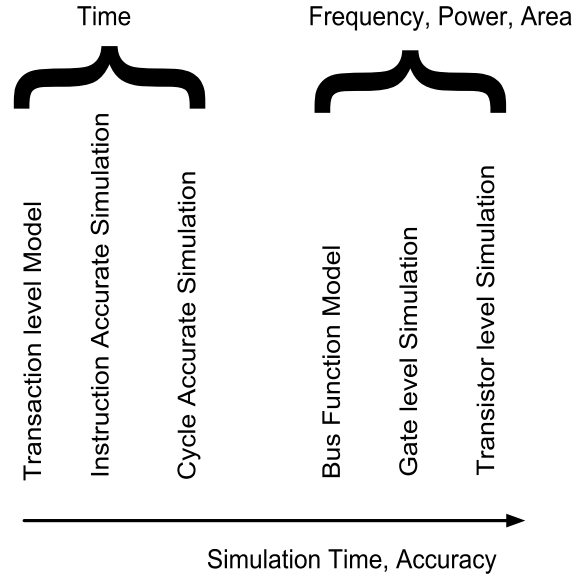 Time
Frequency, Power, Area
Transaction level Model
Instruction Accurate Simulation
Cycle Accurate Simulation
Bus Function Model
Gate level Simulation
Transistor level Simulation
Simulation Time, Accuracy